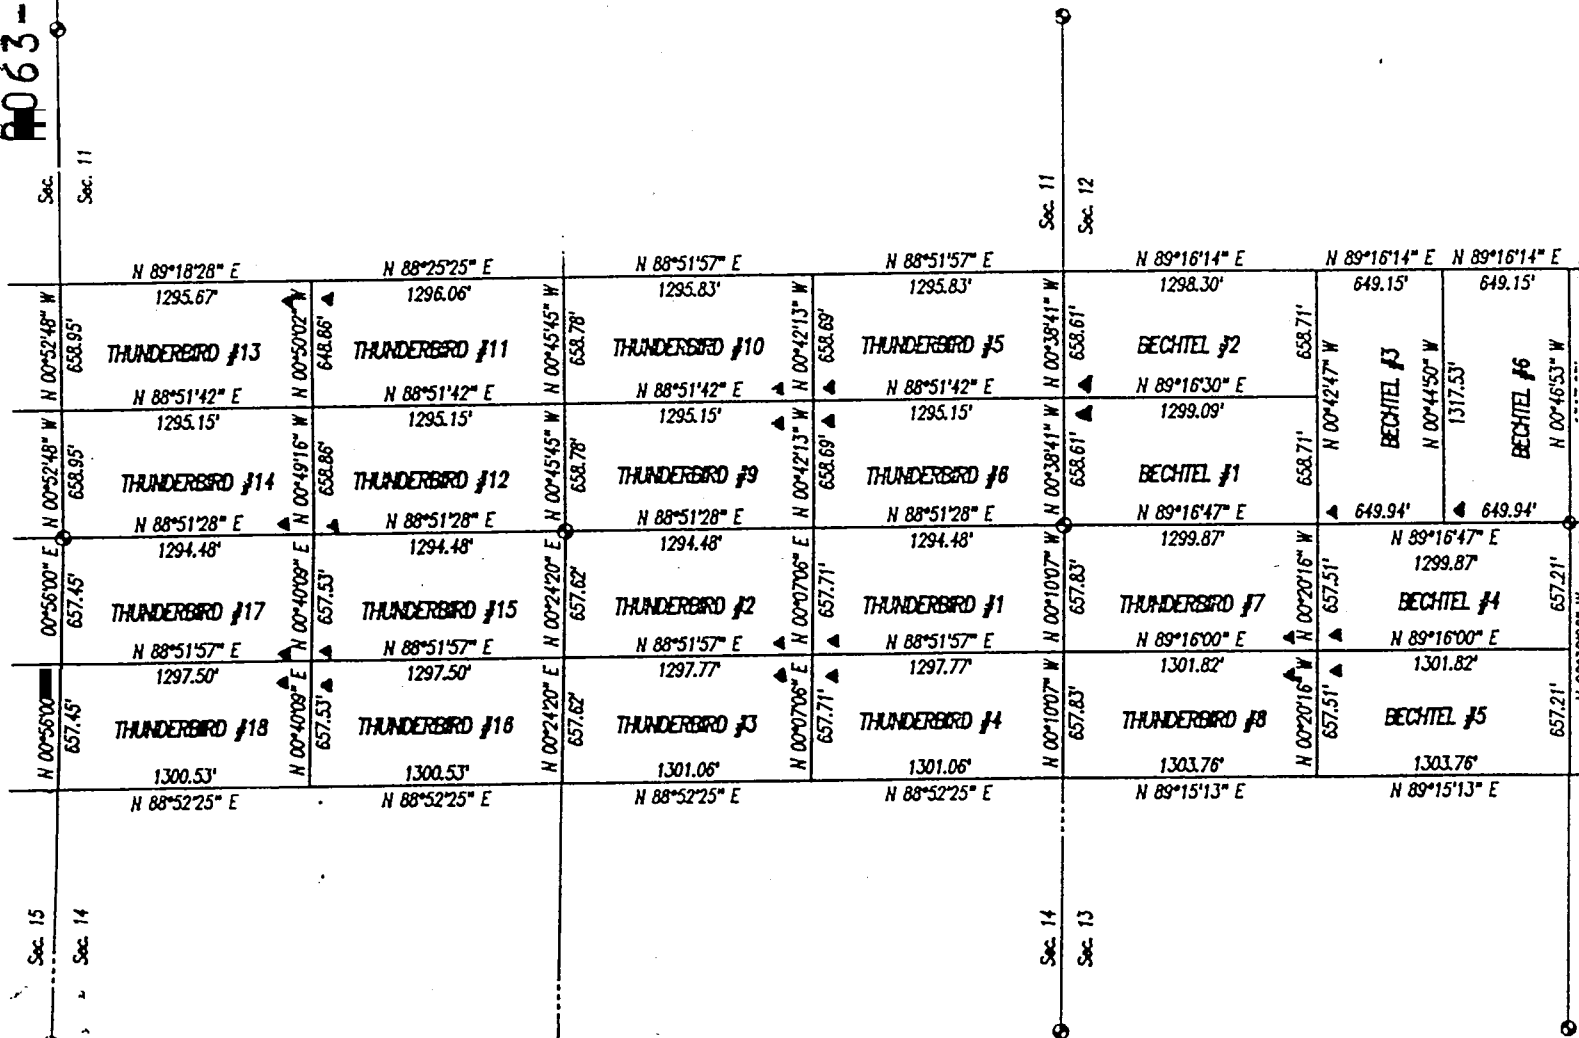 063-
Sec.
Sec. 11
Sec. 11
Sec. 12
N 89°18'28" E
N 88°25'25" E
N 88°51'57" E
N 88°51'57" E
N 89°16'14" E
N 89°16'14" E
N 89°16'14" E
1295.67'
1296.06'
1295.83'
1295.83'
1298.30'
649.15'
649.15'
N 00°52'48" W
658.95'
THUNDERBIRD #13
N 00°50'02" W
648.86'
THUNDERBIRD #11
N 00°45'45" W
658.78'
THUNDERBIRD #10
N 00°42'13" W
658.69'
THUNDERBIRD #5
N 00°38'41" W
658.61'
BECHTEL #2
658.71'
N 00°42'47" W
BECHTEL #3
N 00°44'50" W
1317.53'
BECHTEL #6
N 00°46'53" W
N 88°51'42" E
N 88°51'42" E
N 88°51'42" E
N 88°51'42" E
N 89°16'30" E
1295.15'
1295.15'
1295.15'
1295.15'
1299.09'
N 00°52'48" W
658.95'
THUNDERBIRD #14
N 00°49'16" W
658.86'
THUNDERBIRD #12
N 00°45'45" W
658.78'
THUNDERBIRD #9
N 00°42'13" W
658.69'
THUNDERBIRD #6
N 00°38'41" W
658.61'
BECHTEL #1
658.71'
N 88°51'28" E
N 88°51'28" E
N 88°51'28" E
N 88°51'28" E
N 89°16'47" E
649.94'
649.94'
1294.48'
1294.48'
1294.48'
1294.48'
1299.87'
N 89°16'47" E
1299.87'
00°56'00" E
657.45'
THUNDERBIRD #17
N 00°40'09" E
657.53'
THUNDERBIRD #15
N 00°24'20" E
657.62'
THUNDERBIRD #2
N 00°07'06" E
657.71'
THUNDERBIRD #1
N 00°10'07" W
657.83'
THUNDERBIRD #7
N 00°20'16" W
657.51'
BECHTEL #4
657.21'
N 88°51'57" E
N 88°51'57" E
N 88°51'57" E
N 88°51'57" E
N 89°16'00" E
N 89°16'00" E
1297.50'
1297.50'
1297.77'
1297.77'
1301.82'
1301.82'
N 00°56'00
657.45'
THUNDERBIRD #18
N 00°40'09" E
657.53'
THUNDERBIRD #16
N 00°24'20" E
657.62'
THUNDERBIRD #3
N 00°07'06" E
657.71'
THUNDERBIRD #4
N 00°10'07" W
657.83'
THUNDERBIRD #8
N 00°20'16" W
657.51'
BECHTEL #5
657.21'
1300.53'
1300.53'
1301.06'
1301.06'
1303.76'
1303.76'
N 88°52'25" E
N 88°52'25" E
N 88°52'25" E
N 88°52'25" E
N 89°15'13" E
N 89°15'13" E
Sec. 15
Sec. 14
Sec. 14
Sec. 13